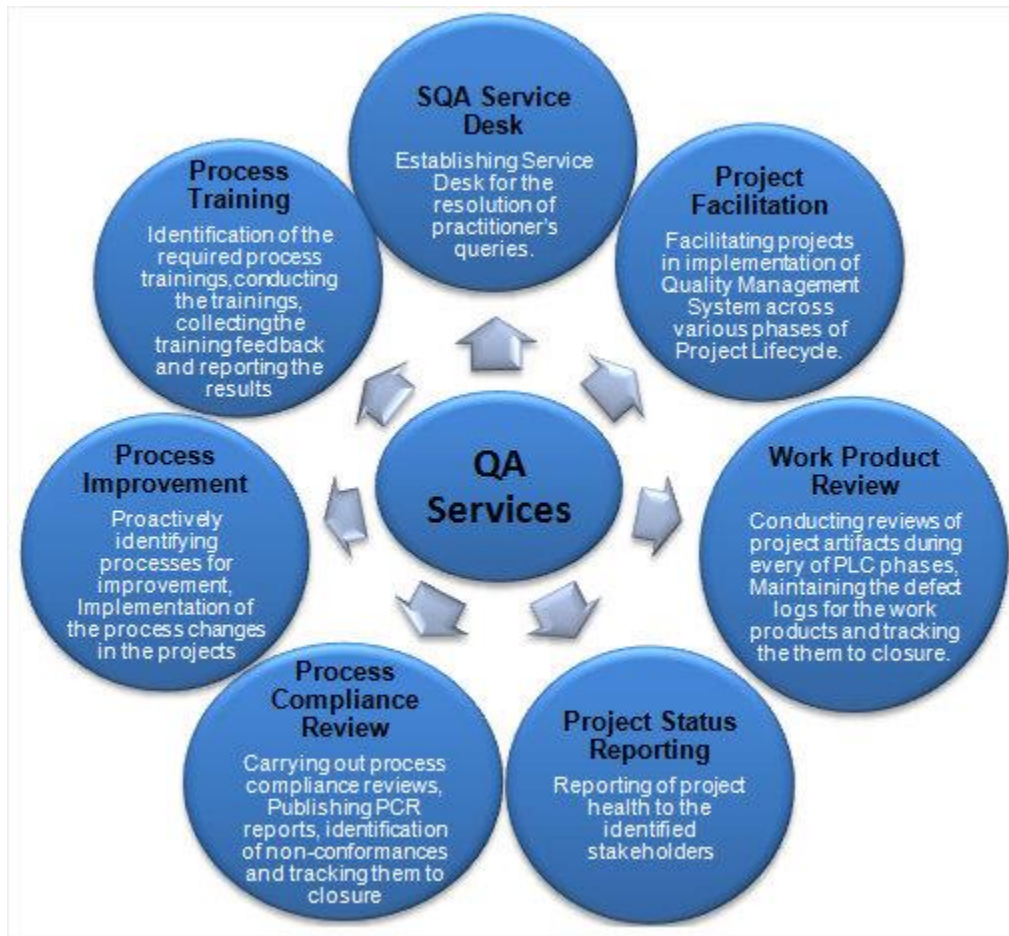 SQA Service
Desk
Establishing Service
Desk for the
resolution of
practitioner's
queries.
Project
Facilitation
Facilitating projects
in implementation of
Quality Management
System across
various phases of
Project Lifecycle.
Work Product
Review
Conducting reviews of
project artifacts during
every of PLC phases,
Maintaining the defect
logs for the work
products and tracking
the them to closure.
Project Status
Reporting
Reporting of project
health to the
identified
stakeholders
Process
Compliance
Review
Carrying out process
compliance reviews,
Publishing PCR
reports, identification
of non-conformances
and tracking them to
closure
Process
Improvement
Proactively
identifying
processes for
improvement,
Implementation of
the process changes
in the projects
Process
Training
Identification of the
required process
trainings, conducting
the trainings,
collecting the
training feedback
and reporting the
results
QA
Services